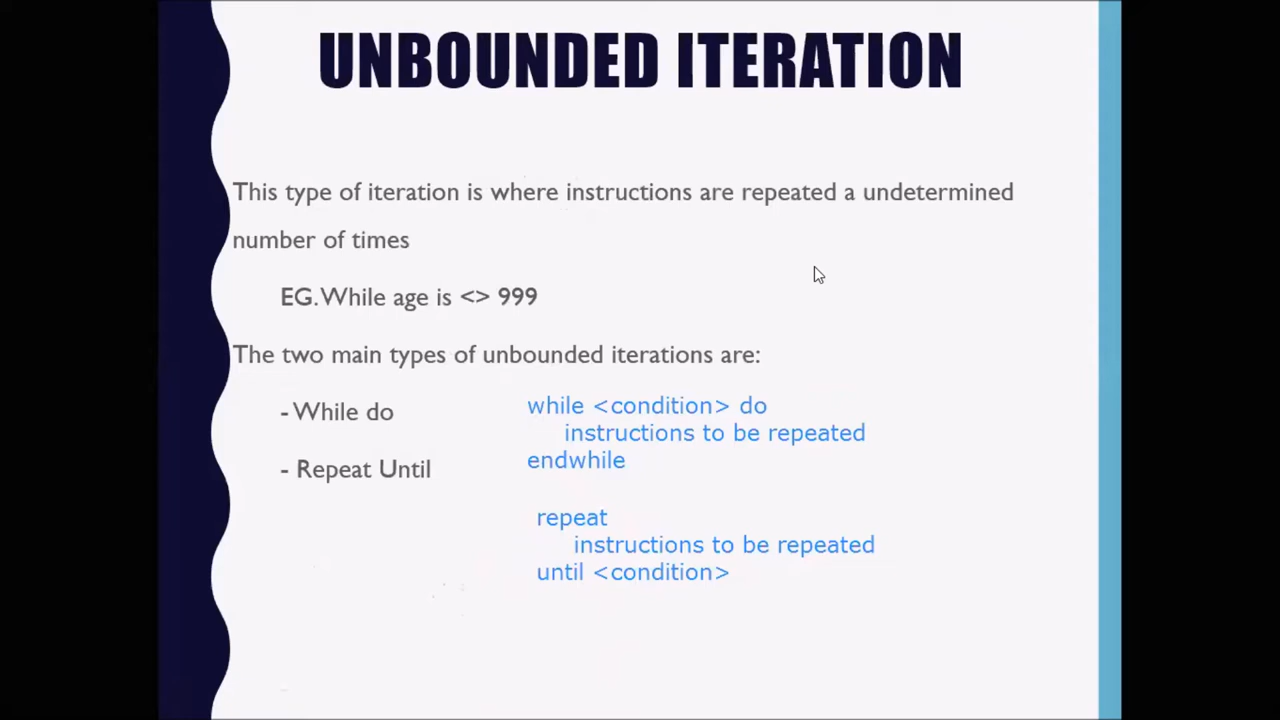 UNBOUNDED ITERATION
This type of iteration is where instructions are repeated a undetermined
number of times
EG. While age is <> 999
The two main types of unbounded iterations are:
- While do
while <condition> do
instructions to be repeated
endwhile
- Repeat Until
repeat
instructions to be repeated
until <condition>